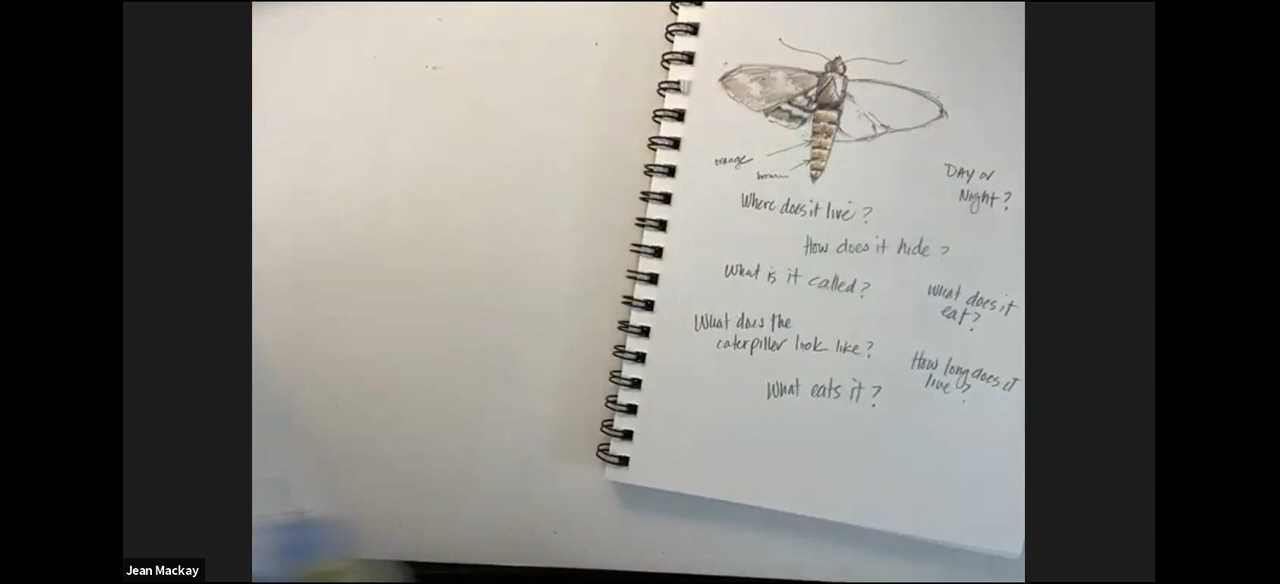 orange
brown
DAY or
Night?
Where does it live?
How does it hide?
What is it called?
What does it
eat?
What does the
caterpiller look like?
How long does it
live?
What eats it?
Jean Mackay